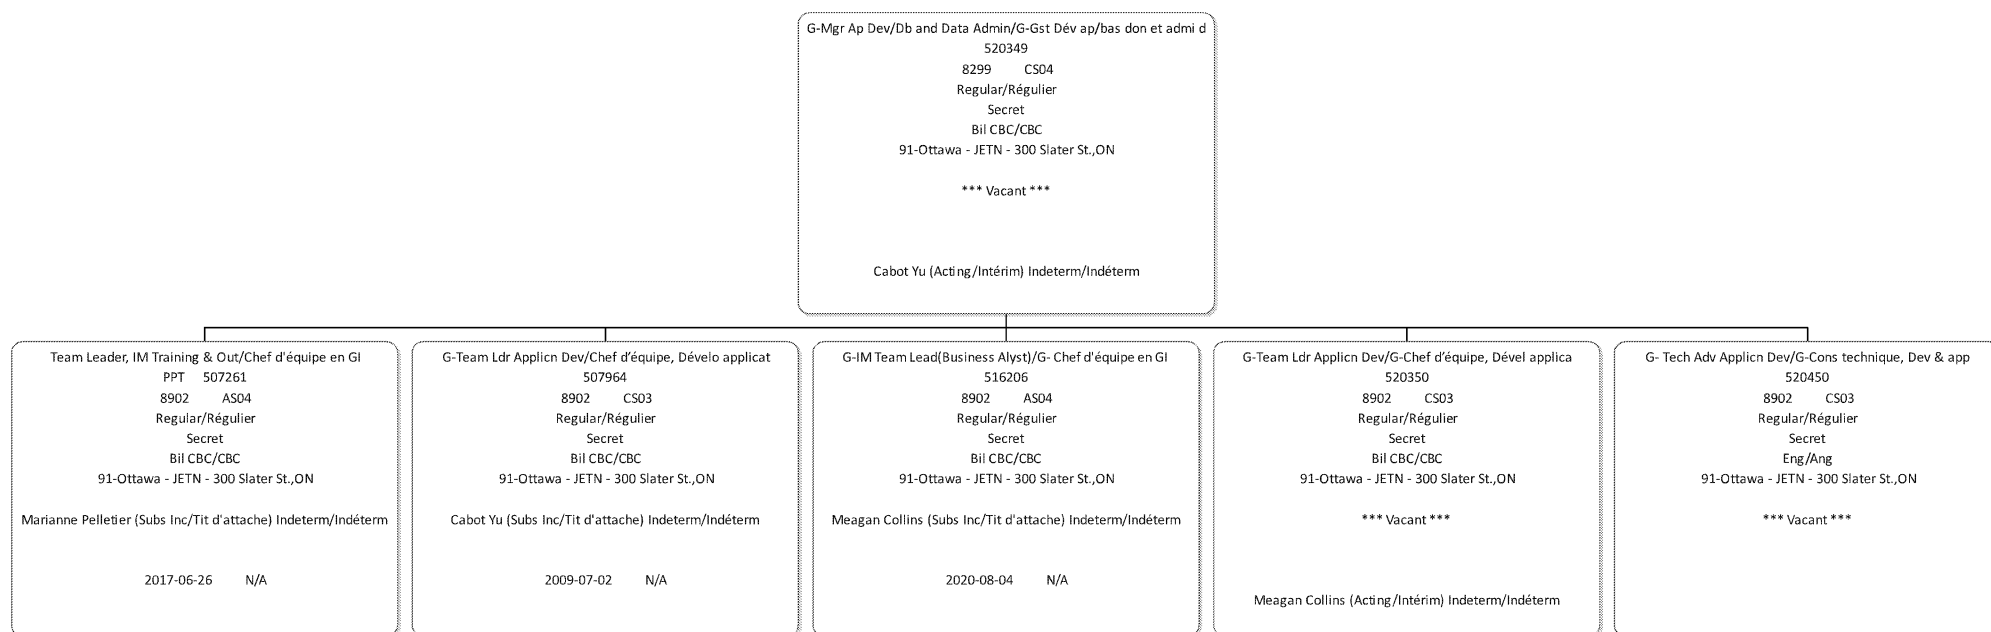 G-Mgr Ap Dev/Db and Data Admin/G-Gst Dév ap/bas don et admi d
520349
8299 CS04
Regular/Régulier
Secret
Bil CBC/CBC
91-Ottawa - JETN - 300 Slater St.,ON
*** Vacant ***
Cabot Yu (Acting/Intérim) Indeterm/Indéterm
Team Leader, IM Training & Out/Chef d'équipe en GI
PPT 507261
8902 AS04
Regular/Régulier
Secret
Bil CBC/CBC
91-Ottawa - JETN - 300 Slater St.,ON
Marianne Pelletier (Subs Inc/Tit d'attache) Indeterm/Indéterm
2017-06-26 N/A
G-Team Ldr Applicn Dev/Chef d’équipe, Dévelo applicat
507964
8902 CS03
Regular/Régulier
Secret
Bil CBC/CBC
91-Ottawa - JETN - 300 Slater St.,ON
Cabot Yu (Subs Inc/Tit d'attache) Indeterm/Indéterm
2009-07-02 N/A
G-IM Team Lead(Business Alyst)/G- Chef d'équipe en GI
516206
8902 AS04
Regular/Régulier
Secret
Bil CBC/CBC
91-Ottawa - JETN - 300 Slater St.,ON
Meagan Collins (Subs Inc/Tit d'attache) Indeterm/Indéterm
2020-08-04 N/A
G-Team Ldr Applicn Dev/G-Chef d’équipe, Dével applica
520350
8902 CS03
Regular/Régulier
Secret
Bil CBC/CBC
91-Ottawa - JETN - 300 Slater St.,ON
*** Vacant ***
Meagan Collins (Acting/Intérim) Indeterm/Indéterm
G- Tech Adv Applicn Dev/G-Cons technique, Dev & app
520450
8902 CS03
Regular/Régulier
Secret
Eng/Ang
91-Ottawa - JETN - 300 Slater St.,ON
*** Vacant ***